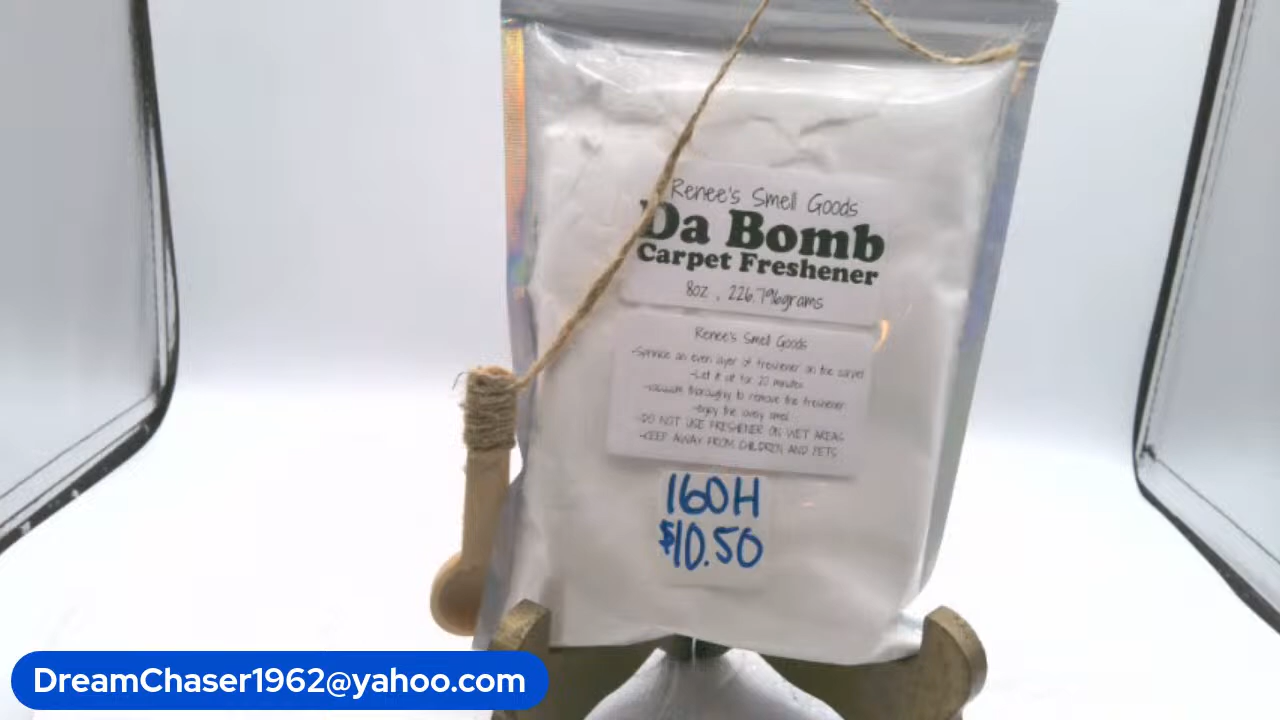 Renee's Smell Goods
Da Bomb
Carpet Freshener
8oz , 226.796grams
Renee's Smell Goods
-Sprinkle an even layer of freshener on the carpet
-Let it sit for 20 minutes
-vacuum thoroughly to remove the freshener
-enjoy the lovely smell
-DO NOT USE FRESHENER ON WET AREAS
-KEEP AWAY FROM CHILDREN AND PETS
160H
$10.50
DreamChaser1962@yahoo.com